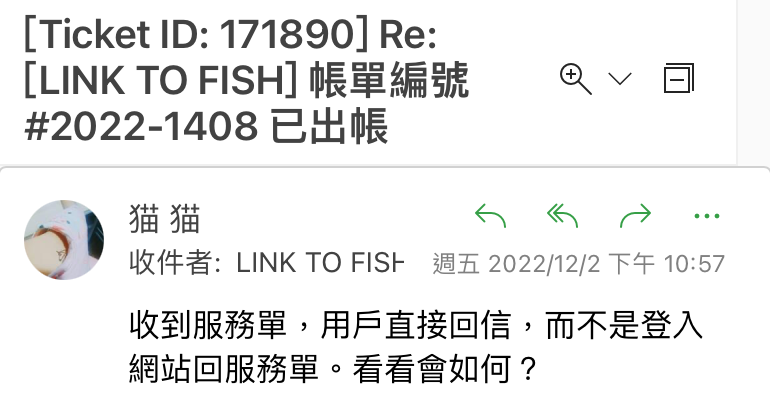 [Ticket ID: 171890] Re:
[LINK TO FISH] 帳單編號
#2022-1408 已出帳
猫 猫
收件者: LINK TO FISH
週五 2022/12/2 下午 10:57
收到服務單，用戶直接回信，而不是登入
網站回服務單。看看會如何？